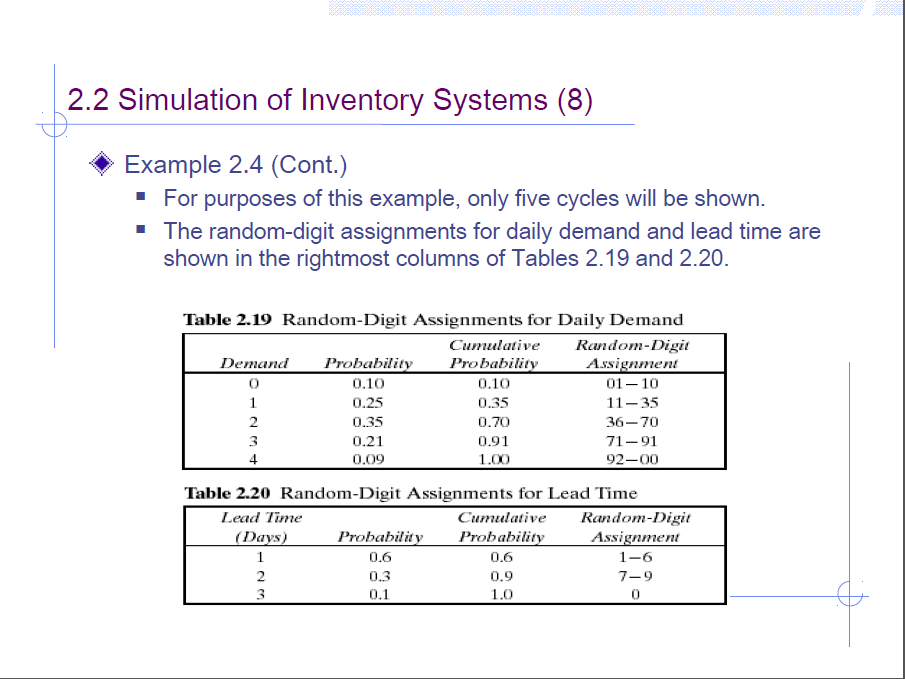 2.2 Simulation of Inventory Systems (8)
Example 2.4 (Cont.)
For purposes of this example, only five cycles will be shown.
The random-digit assignments for daily demand and lead time are
shown in the rightmost columns of Tables 2.19 and 2.20.
Table 2.19 Random-Digit Assignments for Daily Demand
Cumulative Random-Digit
Demand Probability Probability Assignment
0 0.10 0.10 01–10
1 0.25 0.35 11–35
2 0.35 0.70 36–70
3 0.21 0.91 71–91
4 0.09 1.00 92–00
Table 2.20 Random-Digit Assignments for Lead Time
Lead Time Cumulative Random-Digit
(Days) Probability Probability Assignment
1 0.6 0.6 1–6
2 0.3 0.9 7–9
3 0.1 1.0 0